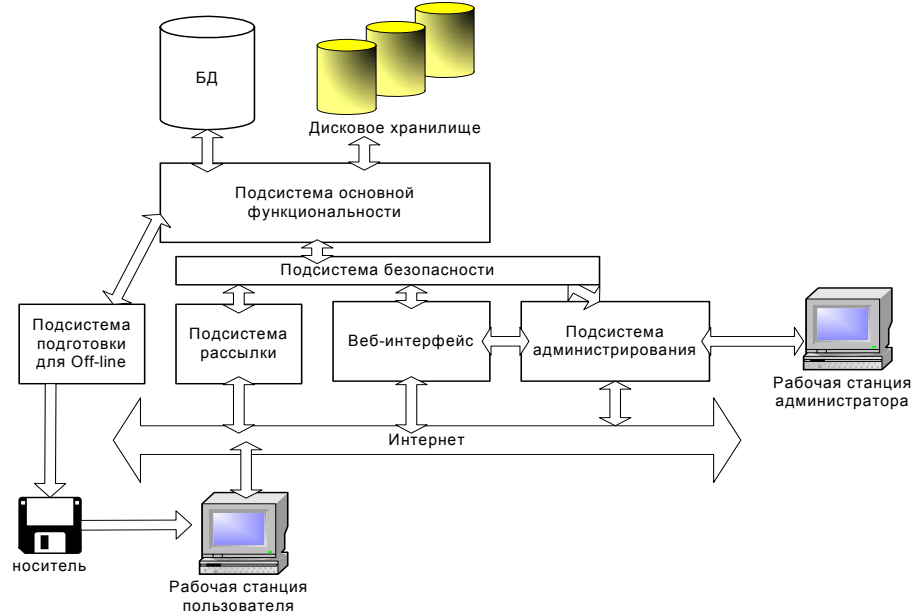 БД
Дисковое хранилище
Подсистема основной
функциональности
Подсистема безопасности
Подсистема
подготовки
для Off-line
Подсистема
рассылки
Веб-интерфейс
Подсистема
администрирования
Рабочая станция
администратора
Интернет
носитель
Рабочая станция
пользователя